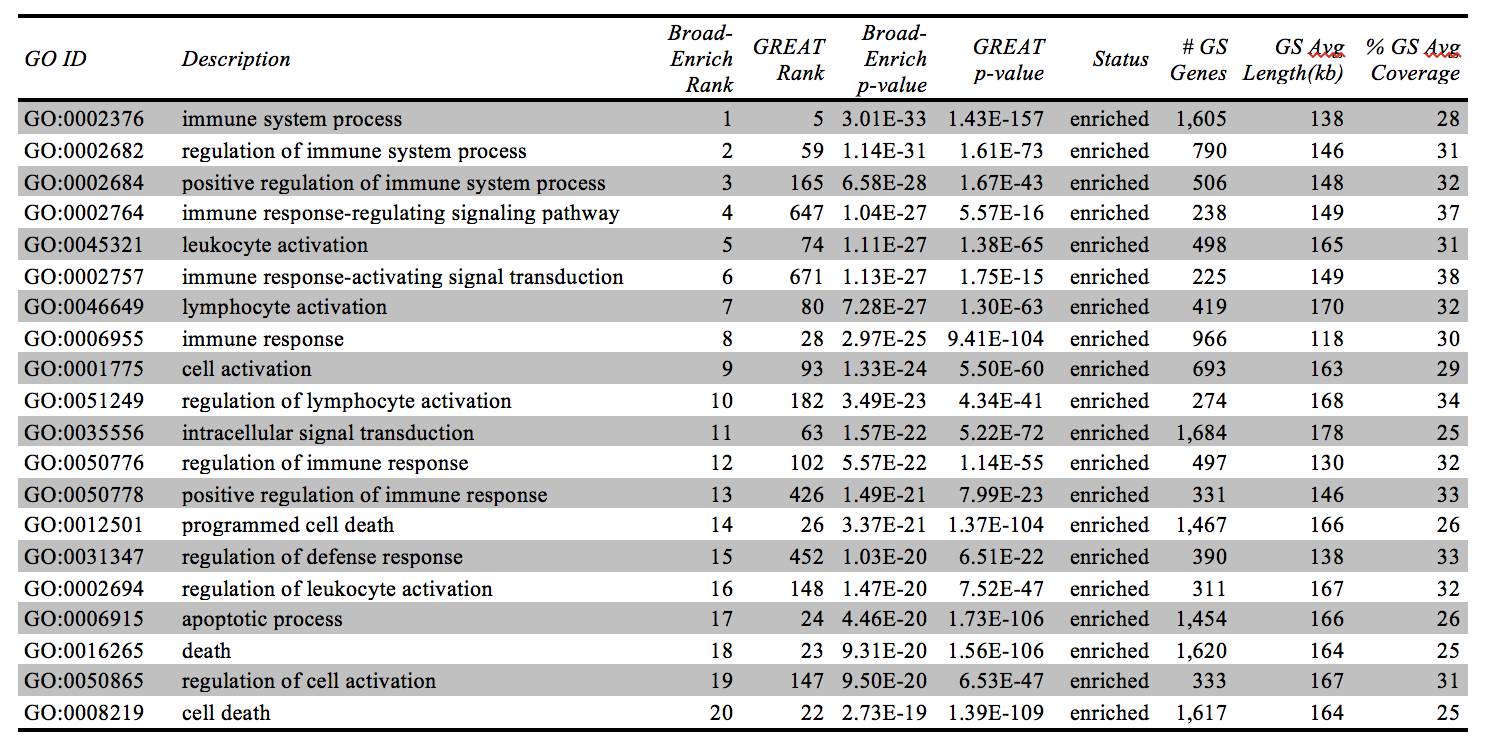 GO ID Description Broad-Enrich Rank GREAT Rank Broad-Enrich p-value GREAT p-value Status # GS Genes GS Avg Length(kb) % GS Avg Coverage
GO:0002376 immune system process 1 5 3.01E-33 1.43E-157 enriched 1,605 138 28
GO:0002682 regulation of immune system process 2 59 1.14E-31 1.61E-73 enriched 790 146 31
GO:0002684 positive regulation of immune system process 3 165 6.58E-28 1.67E-43 enriched 506 148 32
GO:0002764 immune response-regulating signaling pathway 4 647 1.04E-27 5.57E-16 enriched 238 149 37
GO:0045321 leukocyte activation 5 74 1.11E-27 1.38E-65 enriched 498 165 31
GO:0002757 immune response-activating signal transduction 6 671 1.13E-27 1.75E-15 enriched 225 149 38
GO:0046649 lymphocyte activation 7 80 7.28E-27 1.30E-63 enriched 419 170 32
GO:0006955 immune response 8 28 2.97E-25 9.41E-104 enriched 966 118 30
GO:0001775 cell activation 9 93 1.33E-24 5.50E-60 enriched 693 163 29
GO:0051249 regulation of lymphocyte activation 10 182 3.49E-23 4.34E-41 enriched 274 168 34
GO:0035556 intracellular signal transduction 11 63 1.57E-22 5.22E-72 enriched 1,684 178 25
GO:0050776 regulation of immune response 12 102 5.57E-22 1.14E-55 enriched 497 130 32
GO:0050778 positive regulation of immune response 13 426 1.49E-21 7.99E-23 enriched 331 146 33
GO:0012501 programmed cell death 14 26 3.37E-21 1.37E-104 enriched 1,467 166 26
GO:0031347 regulation of defense response 15 452 1.03E-20 6.51E-22 enriched 390 138 33
GO:0002694 regulation of leukocyte activation 16 148 1.47E-20 7.52E-47 enriched 311 167 32
GO:0006915 apoptotic process 17 24 4.46E-20 1.73E-106 enriched 1,454 166 26
GO:0016265 death 18 23 9.31E-20 1.56E-106 enriched 1,620 164 25
GO:0050865 regulation of cell activation 19 147 9.50E-20 6.53E-47 enriched 333 167 31
GO:0008219 cell death 20 22 2.73E-19 1.39E-109 enriched 1,617 164 25